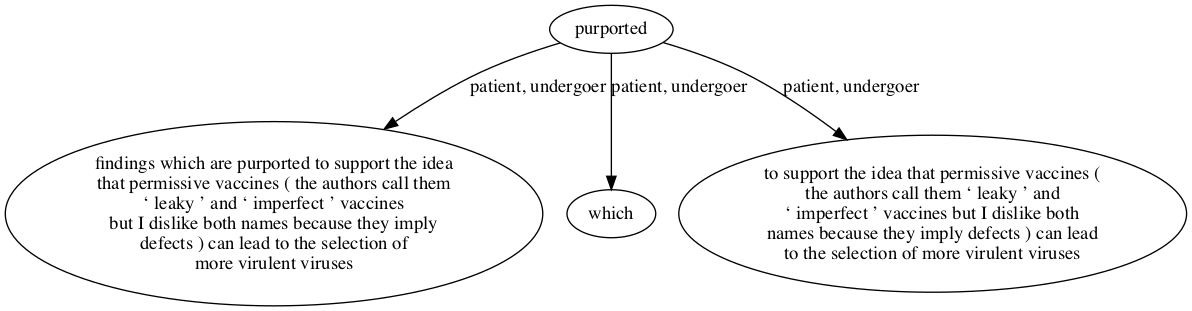 purported
patient, undergoer
patient, undergoer
patient, undergoer
findings which are purported to support the idea
that permissive vaccines ( the authors call them
‘ leaky ’ and ‘ imperfect ’ vaccines
but I dislike both names because they imply
defects ) can lead to the selection of
more virulent viruses
which
to support the idea that permissive vaccines (
the authors call them ‘ leaky ’ and
‘ imperfect ’ vaccines but I dislike both
names because they imply defects ) can lead
to the selection of more virulent viruses